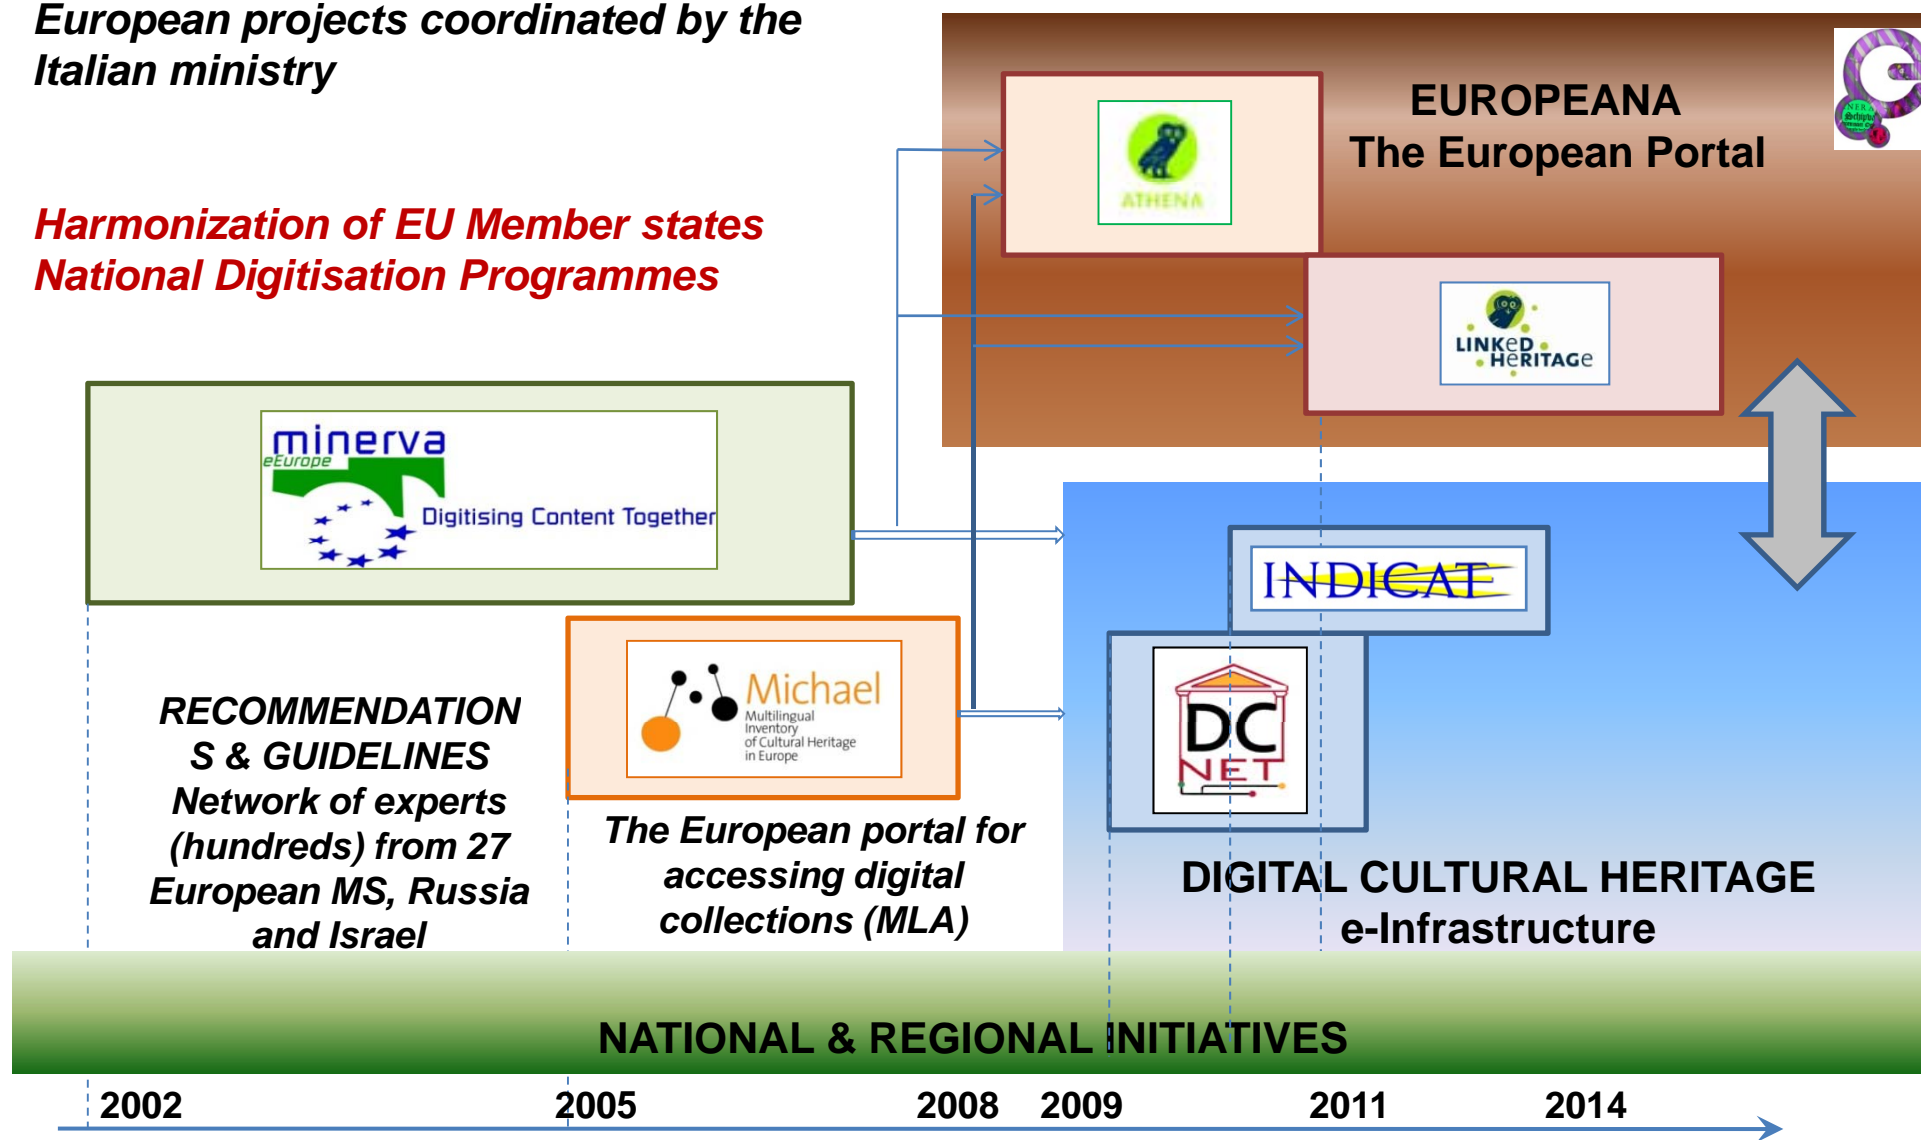 European projects coordinated by the
Italian ministry
EUROPEANA
The European Portal
ATHENA
Harmonization of EU Member states
National Digitisation Programmes
LINKeD
HeRITAGe
minerva
eEurope
Digitising Content Together
INDICATE
Michael
Multilingual
Inventory
of Cultural Heritage
in Europe
DC
NET
RECOMMENDATION
S & GUIDELINES
Network of experts
(hundreds) from 27
European MS, Russia
and Israel
The European portal for
accessing digital
collections (MLA)
DIGITAL CULTURAL HERITAGE
e-Infrastructure
NATIONAL & REGIONAL INITIATIVES
2002 2005 2008 2009 2011 2014